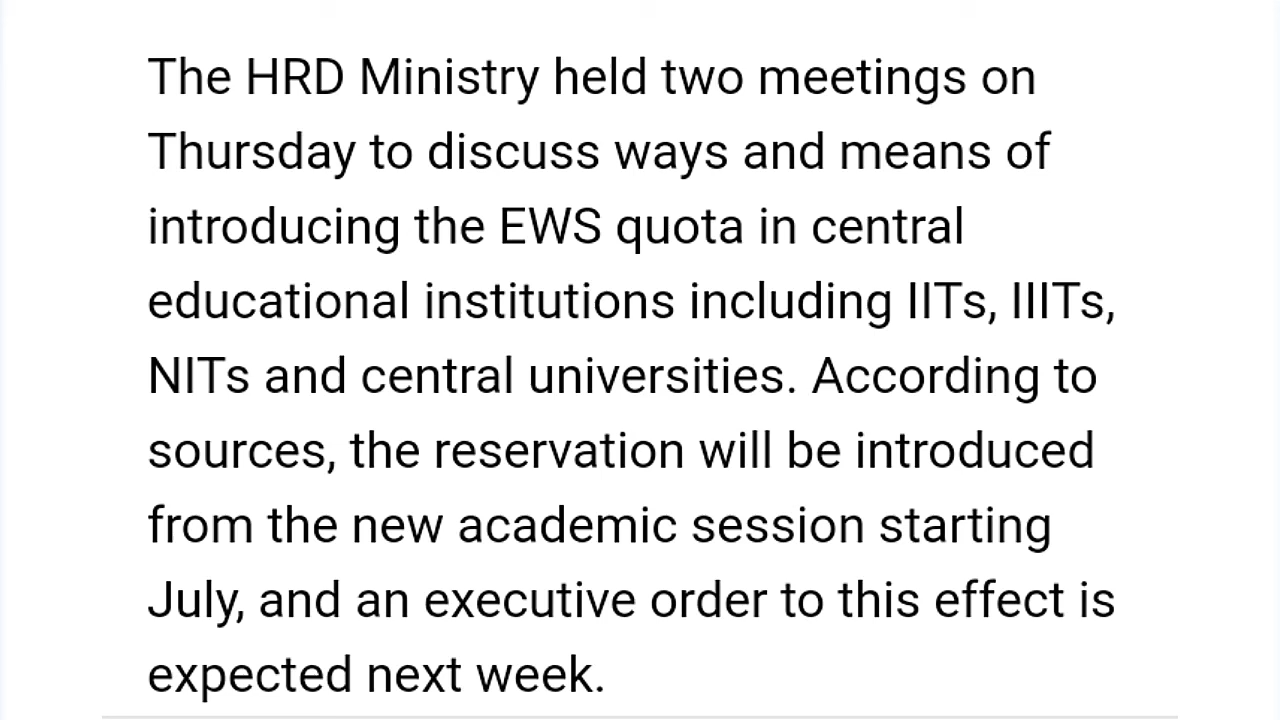 The HRD Ministry held two meetings on
Thursday to discuss ways and means of
introducing the EWS quota in central
educational institutions including IITs, IIITs,
NITs and central universities. According to
sources, the reservation will be introduced
from the new academic session starting
July, and an executive order to this effect is
expected next week.